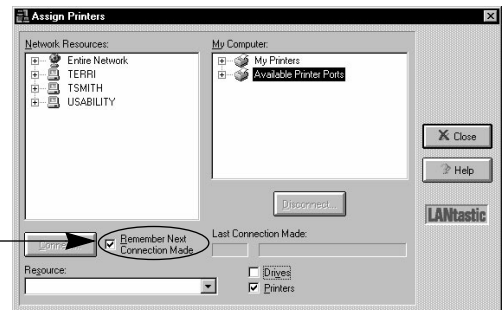 Assign Printers
Network Resources:
Entire Network
TERRI
TSMITH
USABILITY
My Computer:
My Printers
Available Printer Ports
Close
Help
LANtastic
Disconnect...
Remember Next
Connection Made
Last Connection Made:
Resource:
Drives
Printers